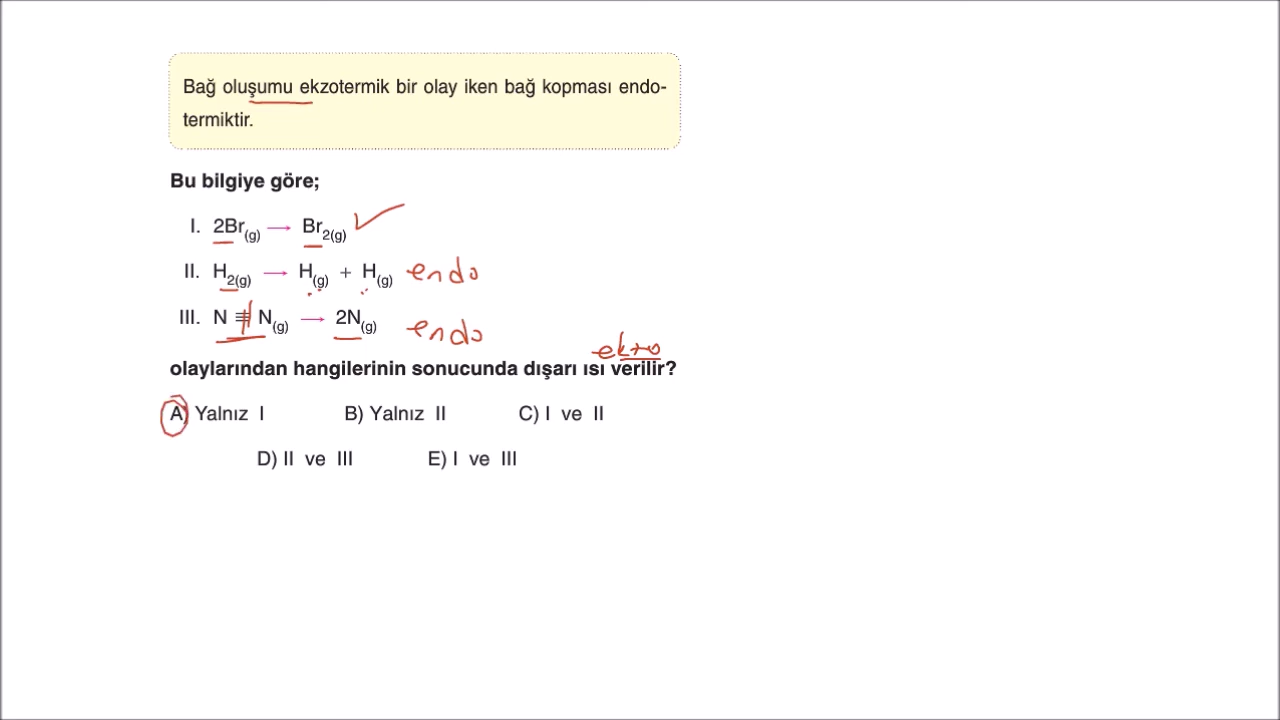 Bağ oluşumu ekzotermik bir olay iken bağ kopması endo-
termiktir.
Bu bilgiye göre;
I. 2Br(g) → Br2(g)
II. H2(g) → H(g) + H(g) endo
III. N ≡ N(g) → 2N(g) endo
ekzo
olaylarından hangilerinin sonucunda dışarı ısı verilir?
A) Yalnız I B) Yalnız II C) I ve II
D) II ve III E) I ve III